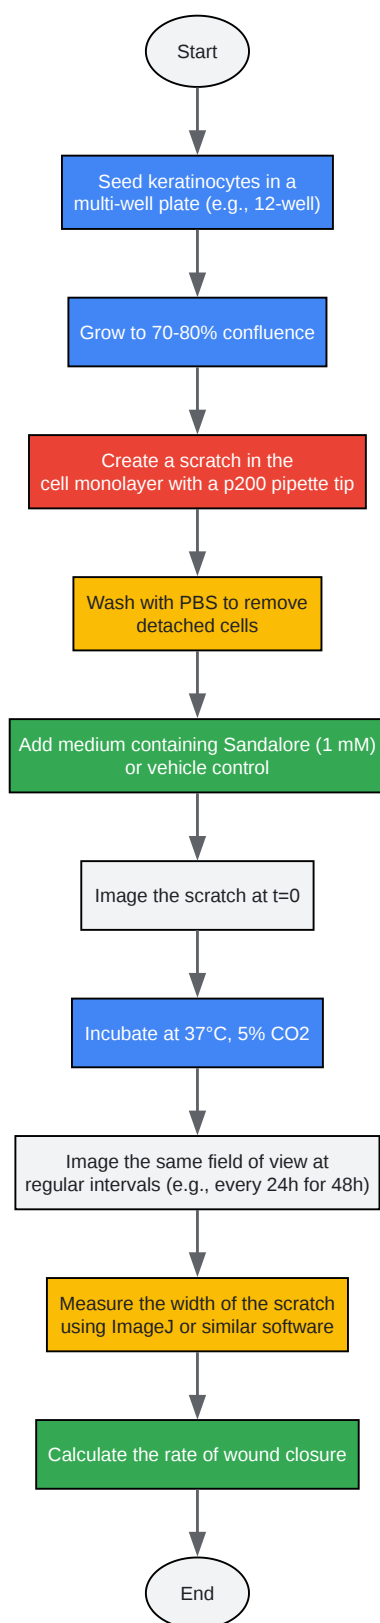 Start
Seed keratinocytes in a
multi-well plate (e.g., 12-well)
Grow to 70-80% confluence
Create a scratch in the
cell monolayer with a p200 pipette tip
Wash with PBS to remove
detached cells
Add medium containing Sandalore (1 mM)
or vehicle control
Image the scratch at t=0
Incubate at 37°C, 5% CO2
Image the same field of view at
regular intervals (e.g., every 24h for 48h)
Measure the width of the scratch
using ImageJ or similar software
Calculate the rate of wound closure
End